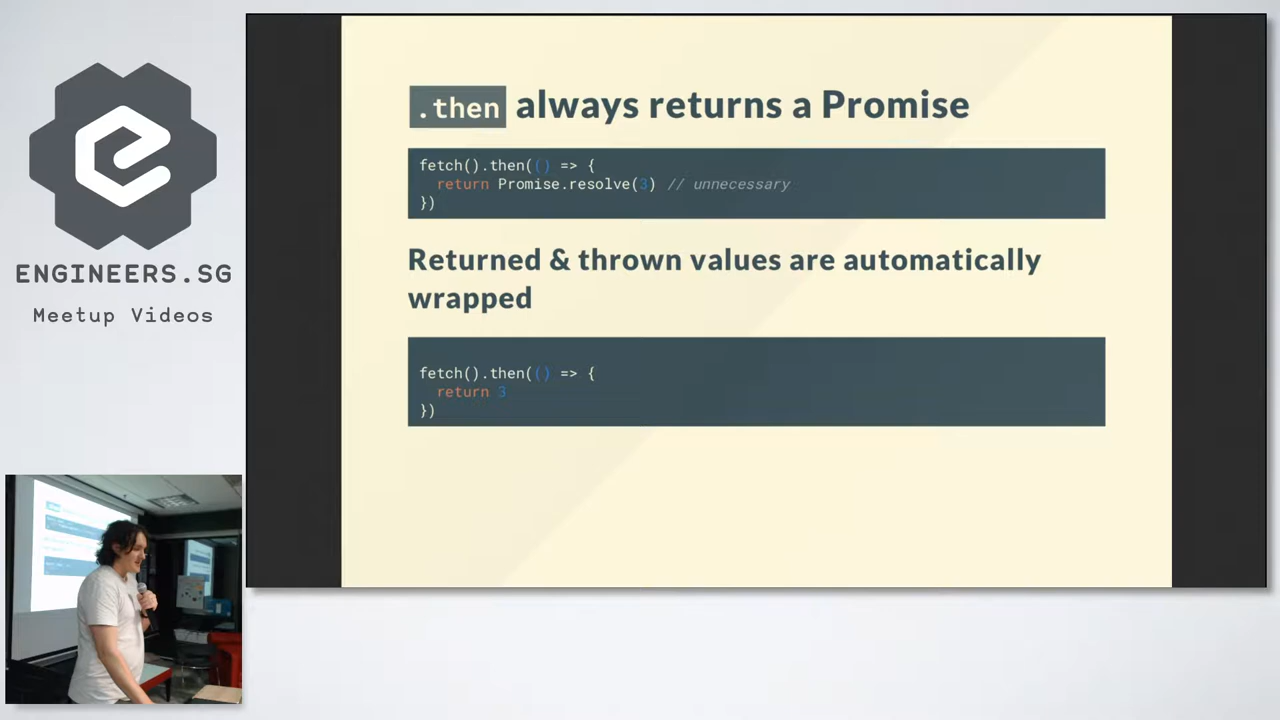 .then always returns a Promise
fetch().then(() => {
  return Promise.resolve(3) // unnecessary
})
Returned & thrown values are automatically
wrapped
fetch().then(() => {
  return 3
})
ENGINEERS.SG
Meetup Videos